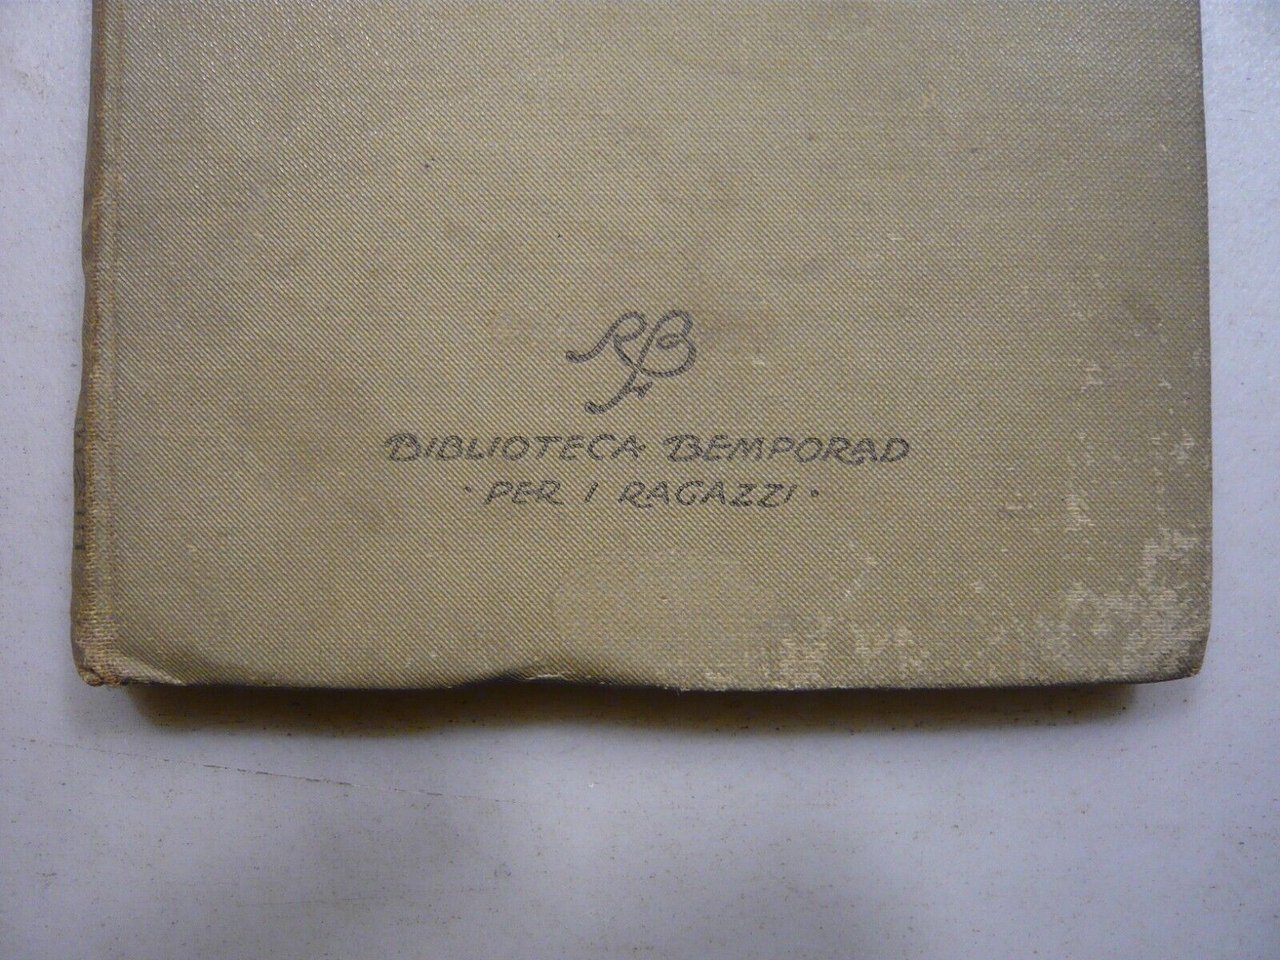 RB
BIBLIOTECA BEMPORAD
· PER I RAGAZZI ·